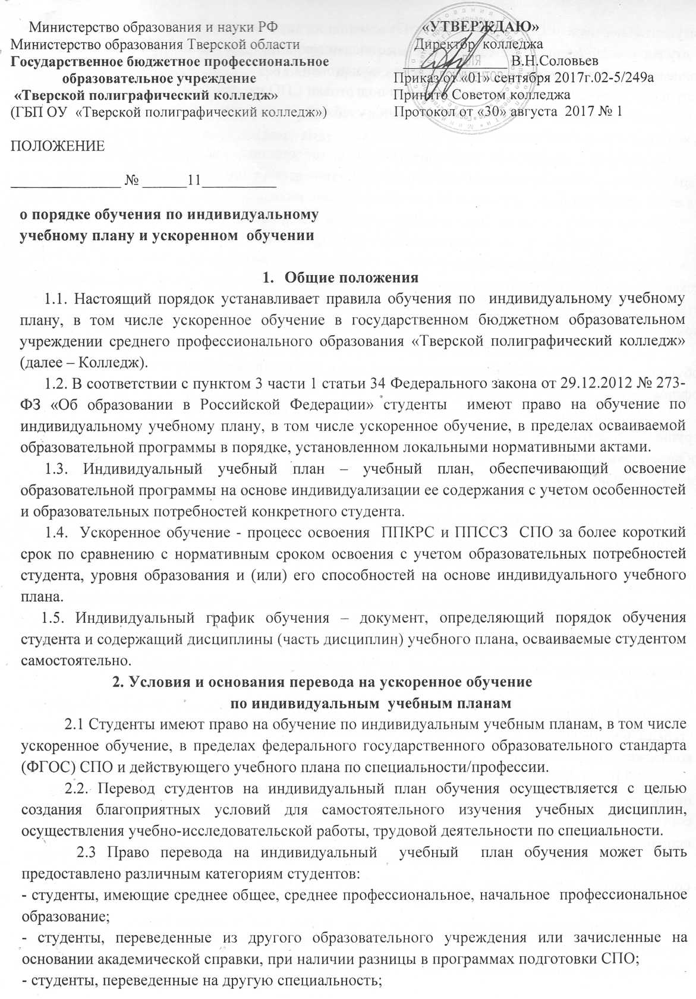 Министерство образования и науки РФ
Министерство образования Тверской области
Государственное бюджетное профессиональное
образовательное учреждение
«Тверской полиграфический колледж»
(ГБП ОУ «Тверской полиграфический колледж»)
«УТВЕРЖДАЮ»
Директор колледжа
____________ В.Н.Соловьев
Приказ от «01» сентября 2017г.02-5/249а
Принято Советом колледжа
Протокол от «30» августа 2017 № 1
ДЛЯ
ДОКУМЕНТОВ
ПОЛОЖЕНИЕ
_________________ № ______11__________
о порядке обучения по индивидуальному
учебному плану и ускоренном обучении
1. Общие положения
1.1. Настоящий порядок устанавливает правила обучения по индивидуальному учебному
плану, в том числе ускоренное обучение в государственном бюджетном образовательном
учреждении среднего профессионального образования «Тверской полиграфический колледж»
(далее – Колледж).
1.2. В соответствии с пунктом 3 части 1 статьи 34 Федерального закона от 29.12.2012 № 273-
ФЗ «Об образовании в Российской Федерации» студенты имеют право на обучение по
индивидуальному учебному плану, в том числе ускоренное обучение, в пределах осваиваемой
образовательной программы в порядке, установленном локальными нормативными актами.
1.3. Индивидуальный учебный план – учебный план, обеспечивающий освоение
образовательной программы на основе индивидуализации ее содержания с учетом особенностей
и образовательных потребностей конкретного студента.
1.4. Ускоренное обучение - процесс освоения ППКРС и ППССЗ СПО за более короткий
срок по сравнению с нормативным сроком освоения с учетом образовательных потребностей
студента, уровня образования и (или) его способностей на основе индивидуального учебного
плана.
1.5. Индивидуальный график обучения – документ, определяющий порядок обучения
студента и содержащий дисциплины (часть дисциплин) учебного плана, осваиваемые студентом
самостоятельно.
2. Условия и основания перевода на ускоренное обучение
по индивидуальным учебным планам
2.1 Студенты имеют право на обучение по индивидуальным учебным планам, в том числе
ускоренное обучение, в пределах федерального государственного образовательного стандарта
(ФГОС) СПО и действующего учебного плана по специальности/профессии.
2.2. Перевод студентов на индивидуальный план обучения осуществляется с целью
создания благоприятных условий для самостоятельного изучения учебных дисциплин,
осуществления учебно-исследовательской работы, трудовой деятельности по специальности.
2.3 Право перевода на индивидуальный учебный план обучения может быть
предоставлено различным категориям студентов:
- студенты, имеющие среднее общее, среднее профессиональное, начальное профессиональное
образование;
- студенты, переведенные из другого образовательного учреждения или зачисленные на
основании академической справки, при наличии разницы в программах подготовки СПО;
- студенты, переведенные на другую специальность;